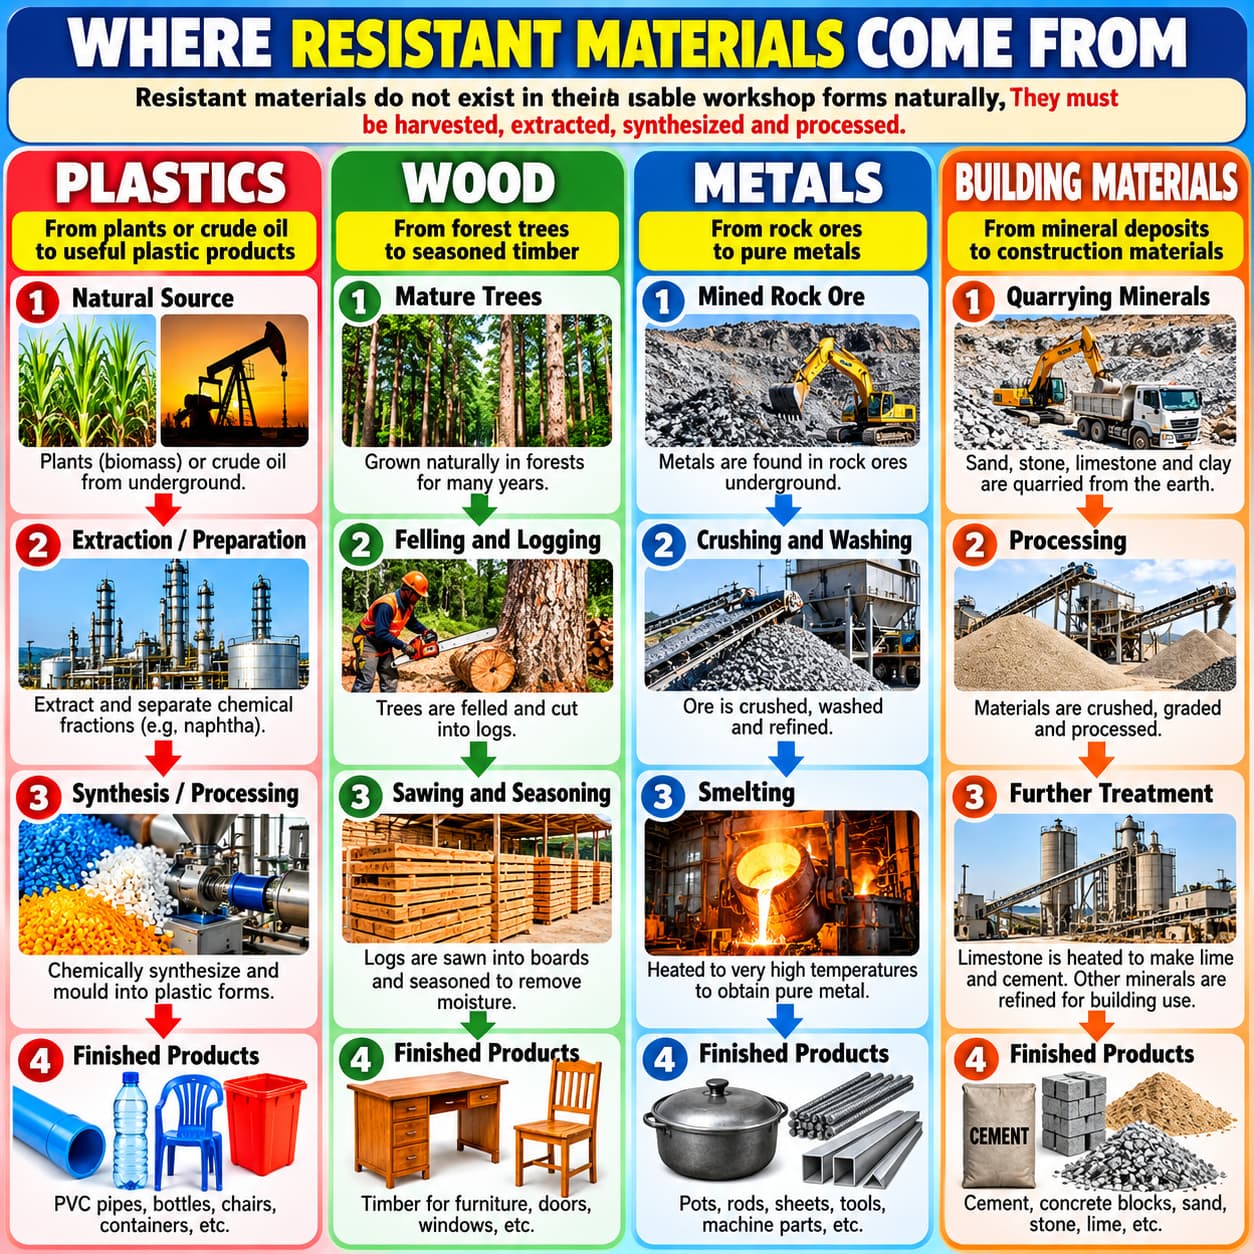 WHERE RESISTANT MATERIALS COME FROM
Resistant materials do not exist in their usable workshop forms naturally, They must
be harvested, extracted, synthesized and processed.
PLASTICS
From plants or crude oil
to useful plastic products
1 Natural Source
Plants (biomass) or crude oil
from underground.
2 Extraction / Preparation
Extract and separate chemical
fractions (e.g, naphtha).
3 Synthesis / Processing
Chemically synthesize and
mould into plastic forms.
4 Finished Products
PVC pipes, bottles, chairs,
containers, etc.
WOOD
From forest trees
to seasoned timber
1 Mature Trees
Grown naturally in forests
for many years.
2 Felling and Logging
Trees are felled and cut
into logs.
3 Sawing and Seasoning
Logs are sawn into boards
and seasoned to remove
moisture.
4 Finished Products
Timber for furniture, doors,
windows, etc.
METALS
From rock ores
to pure metals
1 Mined Rock Ore
Metals are found in rock ores
underground.
2 Crushing and Washing
Ore is crushed, washed
and refined.
3 Smelting
Heated to very high temperatures
to obtain pure metal.
4 Finished Products
Pots, rods, sheets, tools,
machine parts, etc.
BUILDING MATERIALS
From mineral deposits
to construction materials
1 Quarrying Minerals
Sand, stone, limestone and clay
are quarried from the earth.
2 Processing
Materials are crushed, graded
and processed.
3 Further Treatment
Limestone is heated to make lime
and cement. Other minerals are
refined for building use.
4 Finished Products
CEMENT
Cement, concrete blocks, sand,
stone, lime, etc.